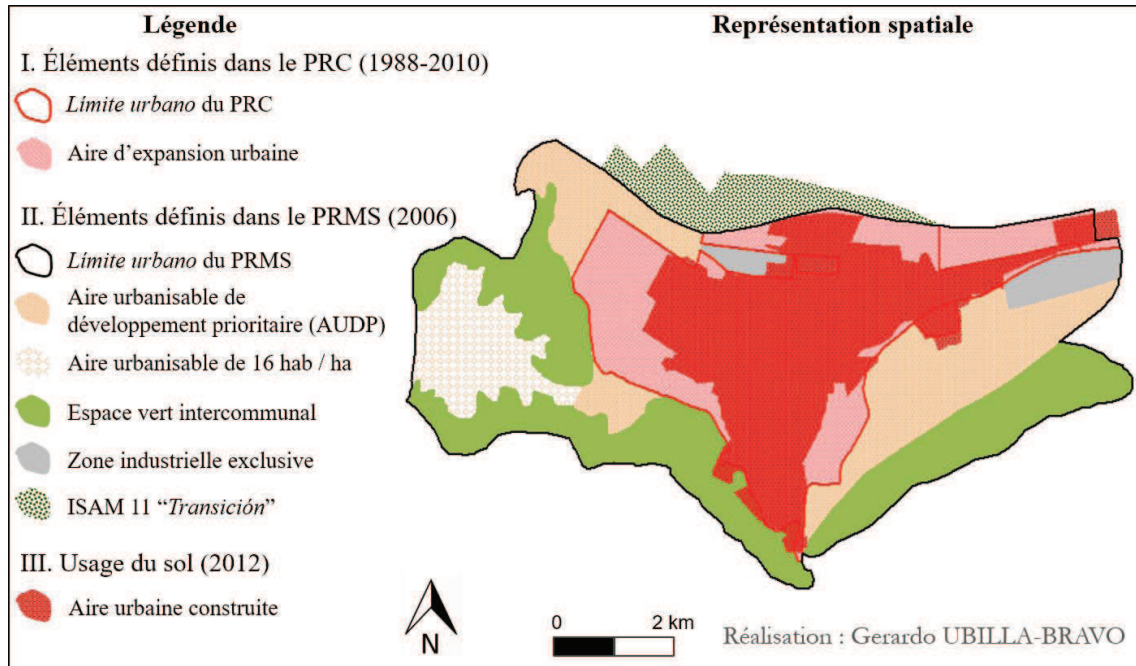 Légende
I. Éléments définis dans le PRC (1988-2010)
Límite urbano du PRC
Aire d'expansion urbaine
II. Éléments définis dans le PRMS (2006)
Límite urbano du PRMS
Aire urbanisable de
développement prioritaire (AUDP)
Aire urbanisable de 16 hab / ha
Espace vert intercommunal
Zone industrielle exclusive
ISAM 11 “Transición”
III. Usage du sol (2012)
Aire urbaine construite
Représentation spatiale
N
0 2 km
Réalisation : Gerardo UBILLA-BRAVO